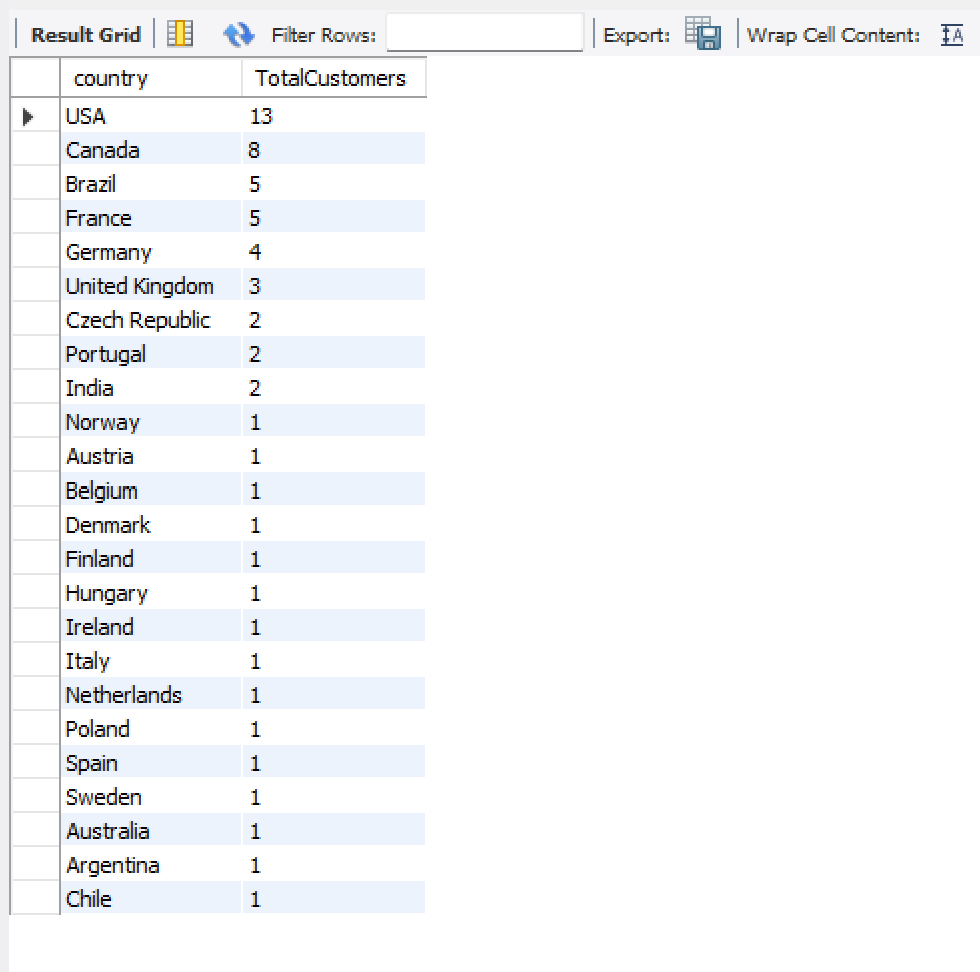 Result Grid Filter Rows: Export: Wrap Cell Content: A
country TotalCustomers
USA 13
Canada 8
Brazil 5
France 5
Germany 4
United Kingdom 3
Czech Republic 2
Portugal 2
India 2
Norway 1
Austria 1
Belgium 1
Denmark 1
Finland 1
Hungary 1
Ireland 1
Italy 1
Netherlands 1
Poland 1
Spain 1
Sweden 1
Australia 1
Argentina 1
Chile 1